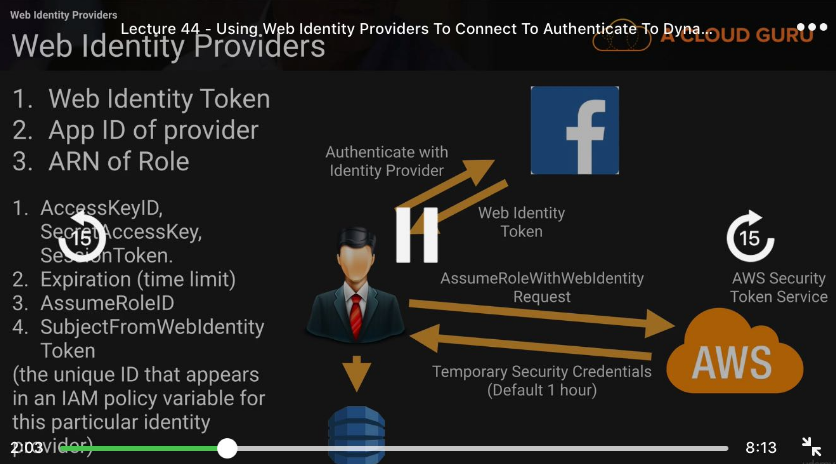 Web Identity Providers
Lecture 44 - Using Web Identity Providers To Connect To Authenticate To Dyna...
Web Identity Providers
A CLOUD GURU
1. Web Identity Token
2. App ID of provider
3. ARN of Role
1. AccessKeyID,
SecretAccessKey,
SessionToken.
2. Expiration (time limit)
3. AssumeRoleID
4. SubjectFromWebIdentity
Token
(the unique ID that appears
in an IAM policy variable for
this particular identity
provider)
Authenticate with
Identity Provider
f
Web Identity
Token
15
15
AssumeRoleWithWebIdentity
Request
AWS Security
Token Service
AWS
Temporary Security Credentials
(Default 1 hour)
2:03
8:13